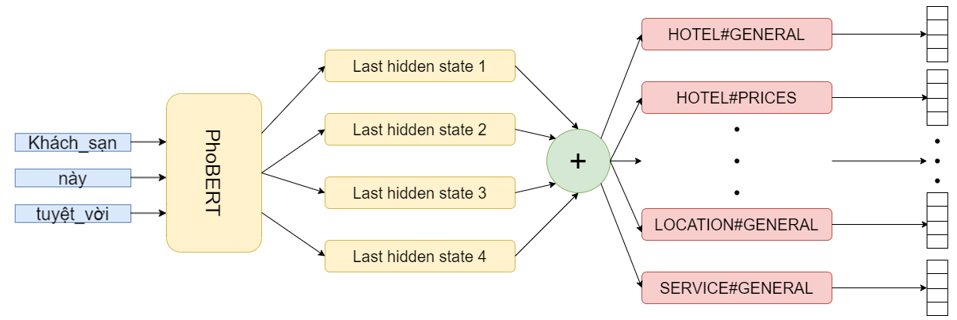 Khách_sạn
này
tuyệt_vời
PhoBERT
Last hidden state 1
Last hidden state 2
Last hidden state 3
Last hidden state 4
+
HOTEL#GENERAL
HOTEL#PRICES
LOCATION#GENERAL
SERVICE#GENERAL